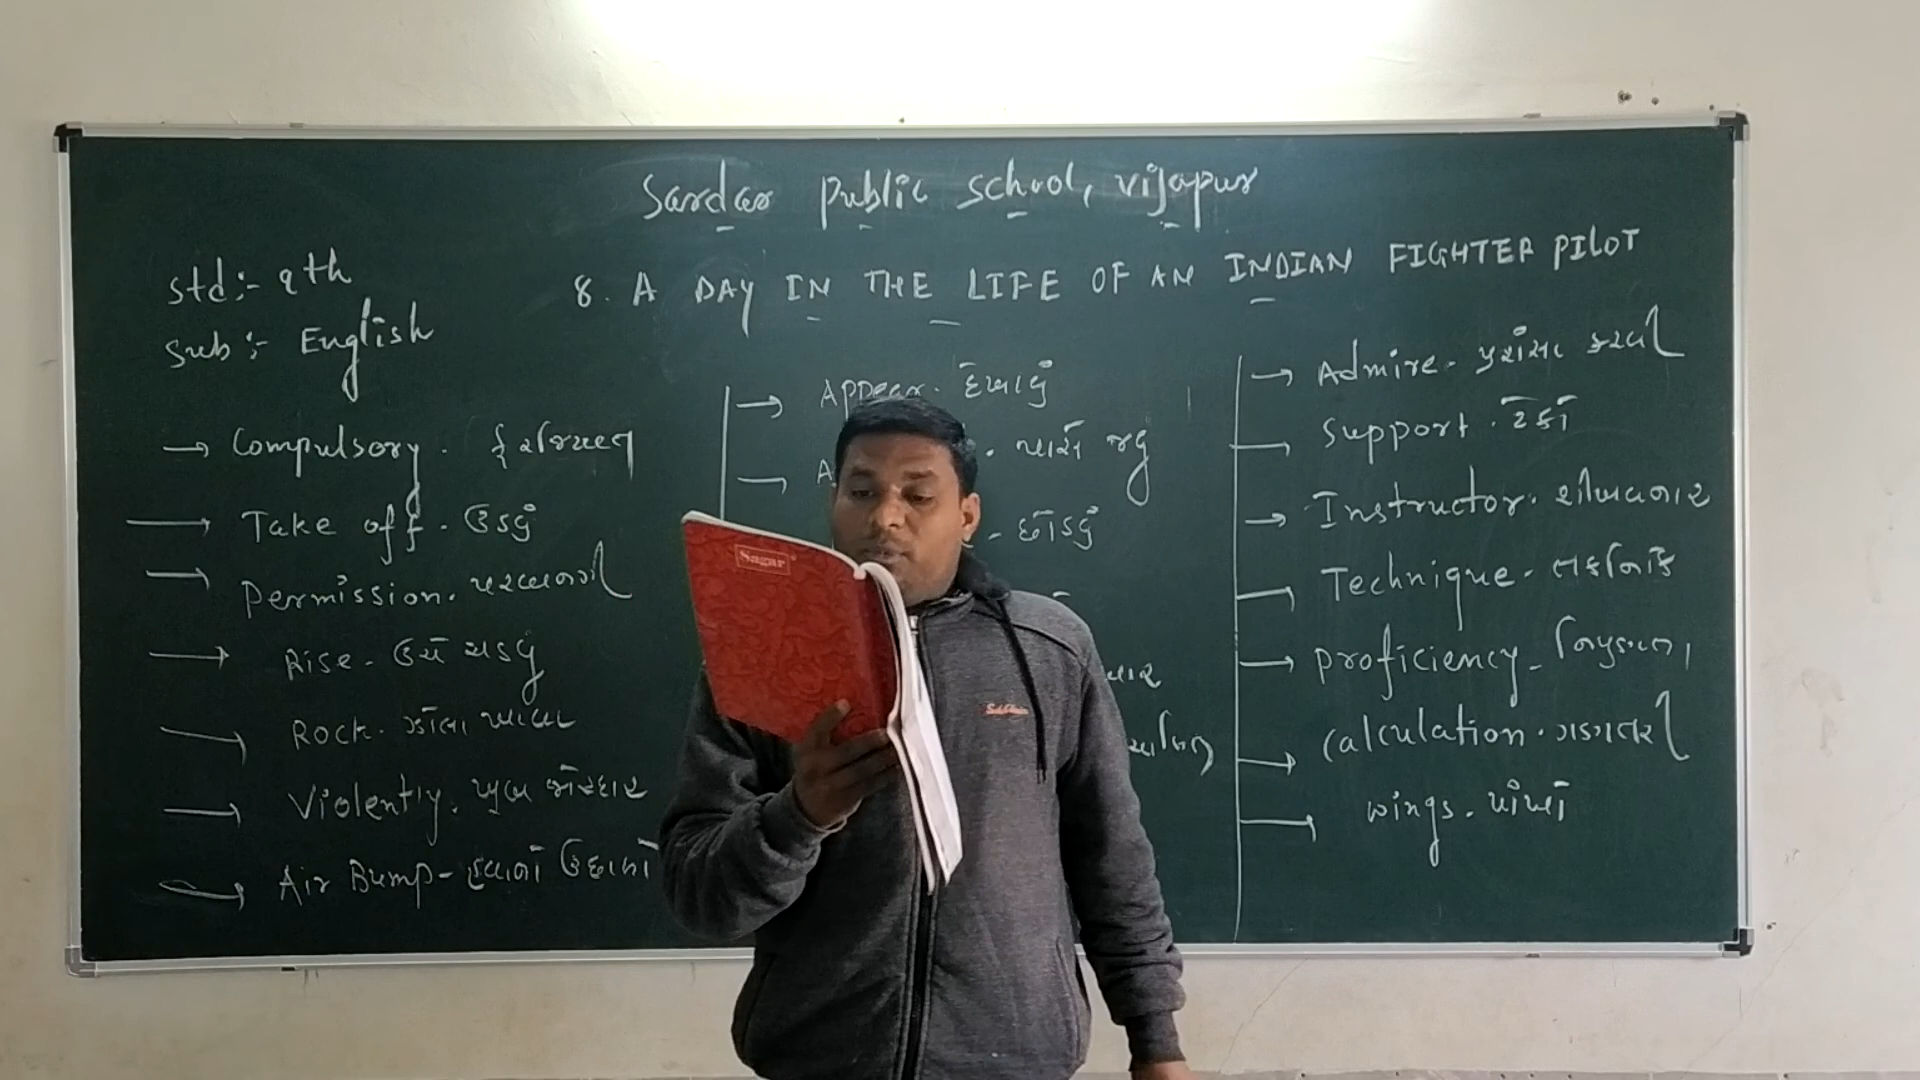 Sardar Public School, Vijapur
Std:- 9th
Sub:- English
8. A DAY IN THE LIFE OF AN INDIAN FIGHTER PILOT
→ Compulsory. ફરજિયાત
→ Take off. ઉડવું
→ Permission. પરવાનગી
→ Rise. ઉંચે ચડવું
→ Rock. ઝોલા ખાવા
→ Violently. ખુબ જોરદાર
→ Air Bump- હવાનો ઉછાળો
→ Appear. દેખાવું
Sagar
→ Admire. પ્રશંસા કરવી
Support. ટેકો
→ Instructor. શીખવનાર
Technique. તકનિક
→ Proficiency- નિપુણતા
→ Calculation. ગણતરી
→ Wings. પાંખો